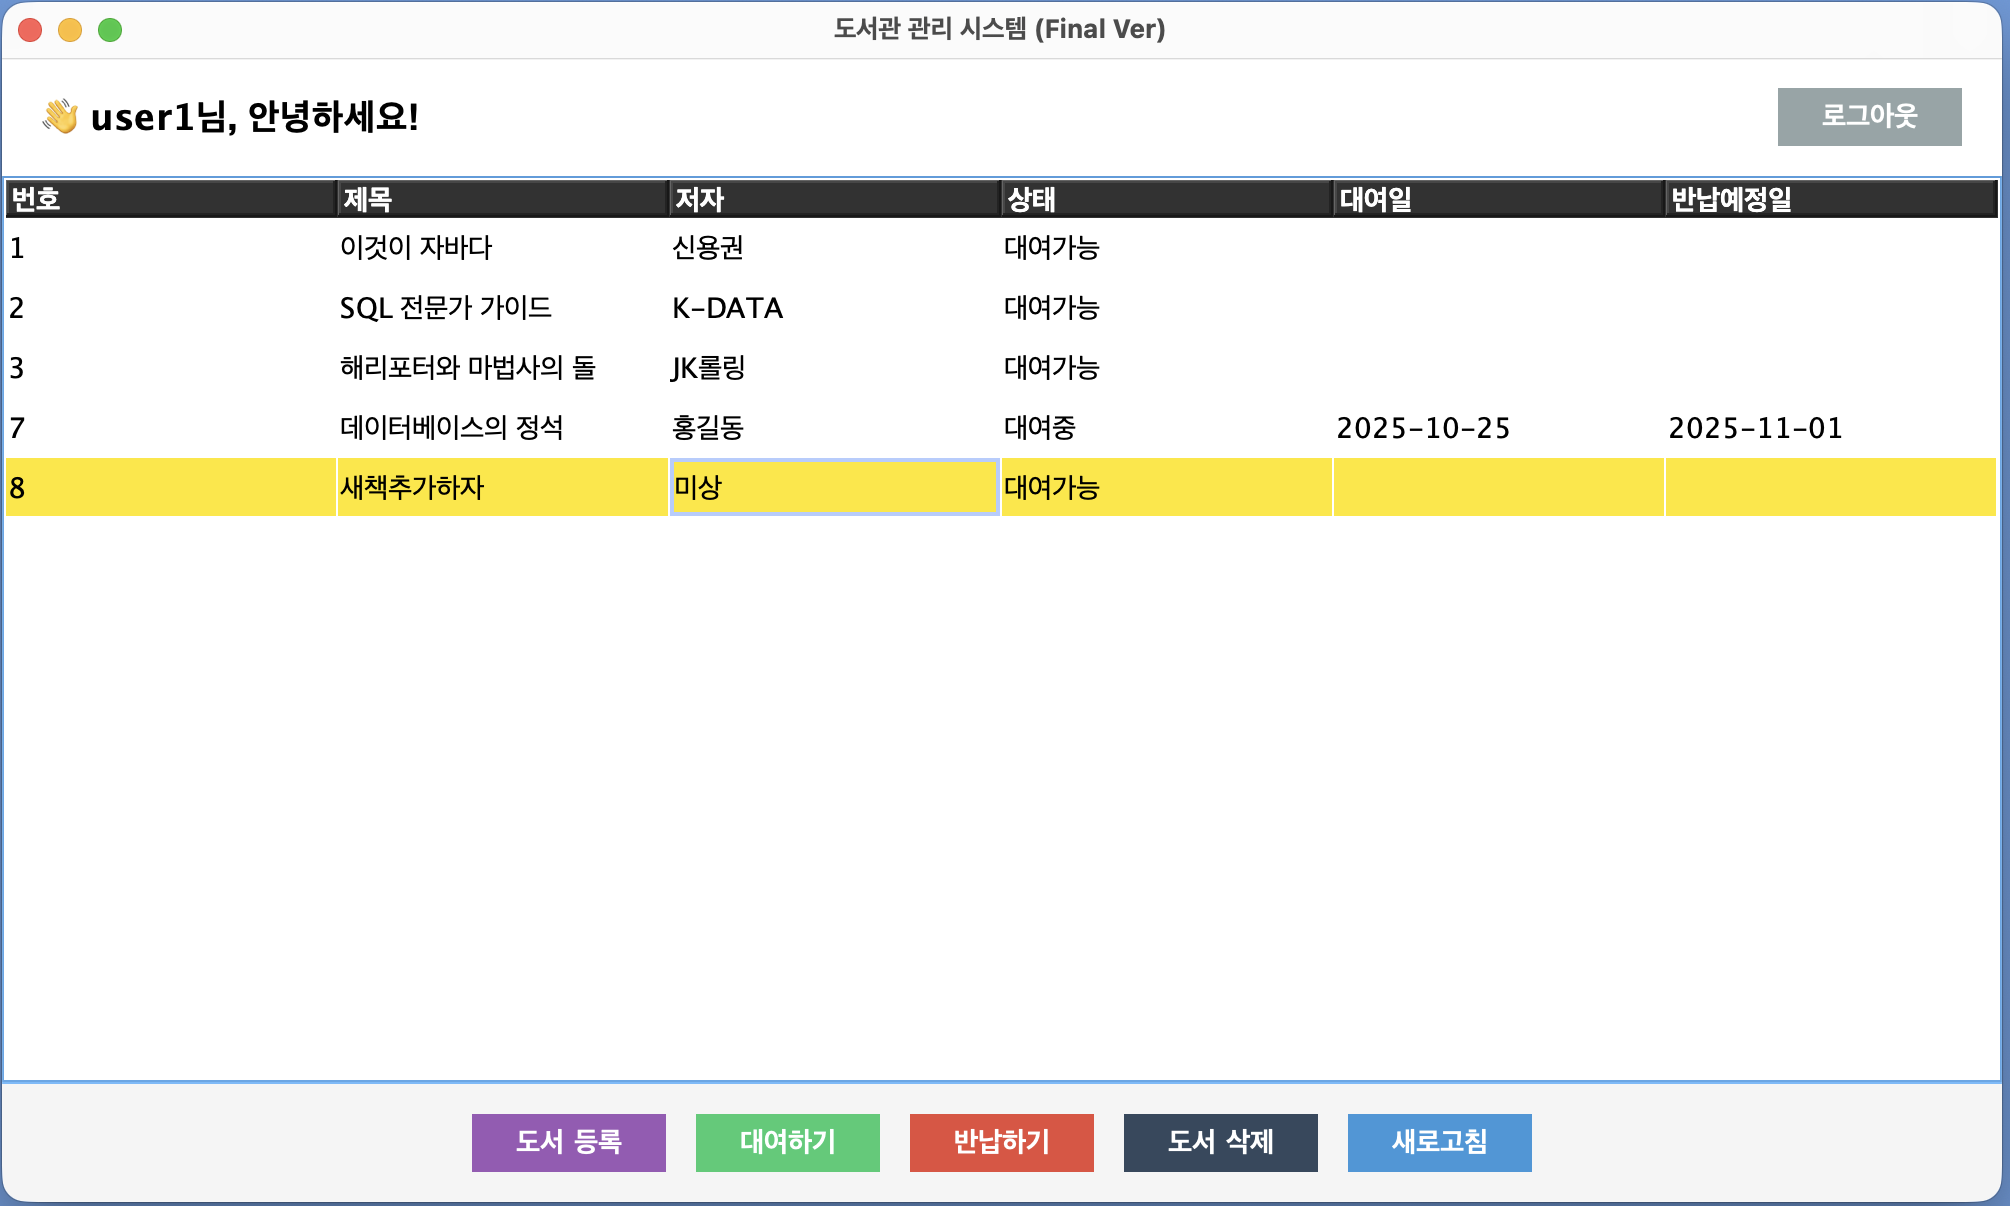 도서관 관리 시스템 (Final Ver)
👋 user1님, 안녕하세요!
로그아웃
번호 제목 저자 상태 대여일 반납예정일
1 이것이 자바다 신용권 대여가능
2 SQL 전문가 가이드 K-DATA 대여가능
3 해리포터와 마법사의 돌 JK롤링 대여가능
7 데이터베이스의 정석 홍길동 대여중 2025-10-25 2025-11-01
8 새책추가하자 미상 대여가능
도서 등록 대여하기 반납하기 도서 삭제 새로고침